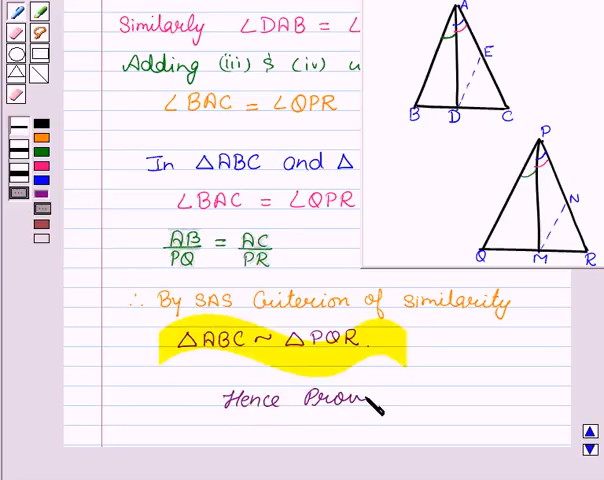 Similarly ∠DAB = ∠
Adding (iii) & (iv) u
∠BAC = ∠QPR
In △ABC and △
∠BAC = ∠QPR
AB/PQ = AC/PR
∴ By SAS Criterion of similarity
△ABC ~ △PQR.
Hence Prov
A
E
B D C
P
N
Q M R